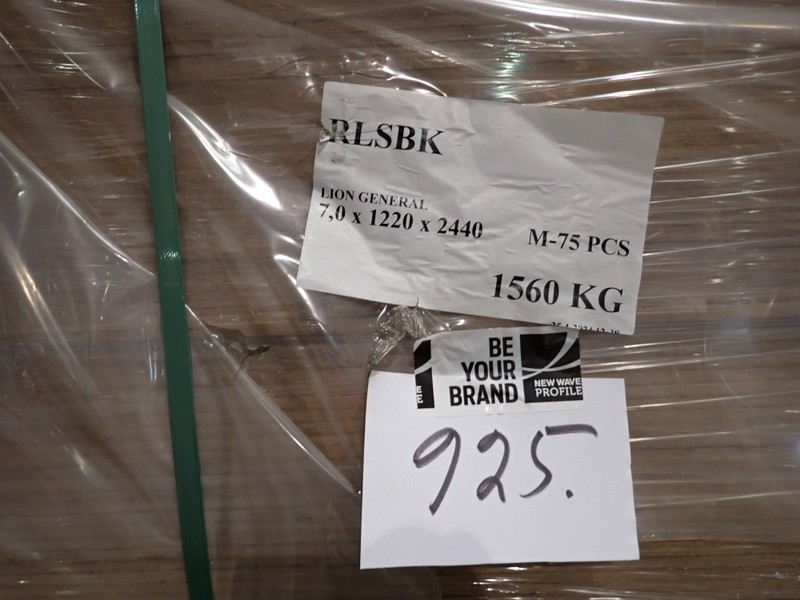 RLSBK
LION GENERAL
7,0 x 1220 x 2440
M-75 PCS
1560 KG
BE
YOUR
BRAND
NEW WAVE
PROFILE
925.